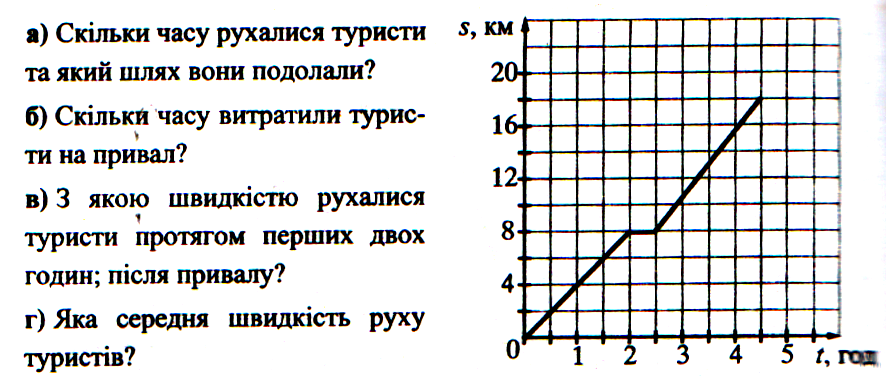 а) Скільки часу рухалися туристи
та який шлях вони подолали?
б) Скільки часу витратили турис-
ти на привал?
в) З якою швидкістю рухалися
туристи протягом перших двох
годин; після привалу?
г) Яка середня швидкість руху
туристів?
s, км
20
16
12
8
4
0
1 2 3 4 5 t, год